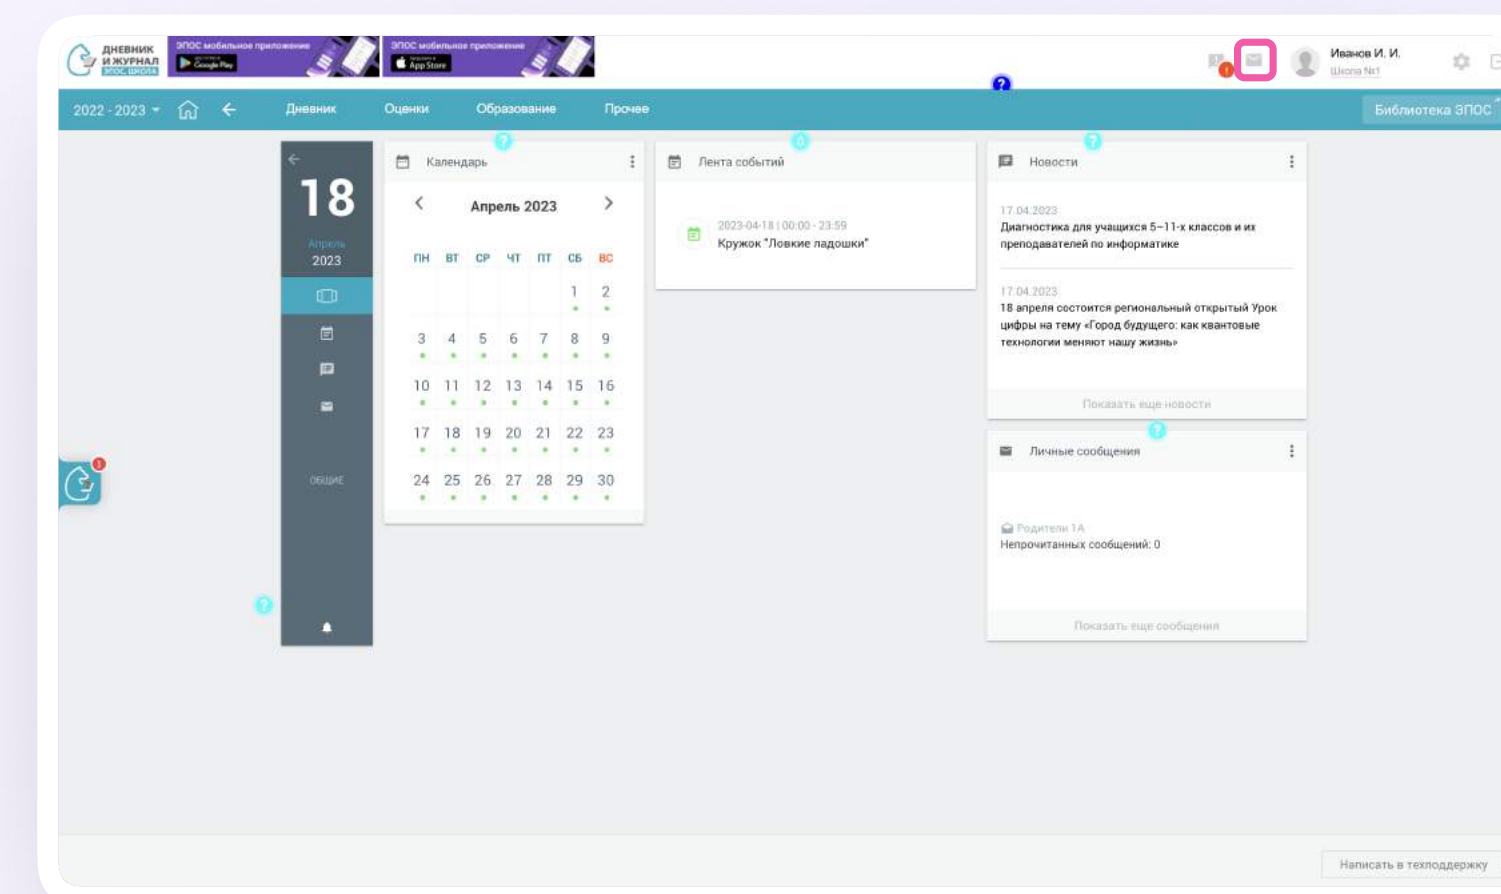 ДНЕВНИК
И ЖУРНАЛ
ЭПОС.ШКОЛА
ЭПОС мобильное приложение
Google Play
ЭПОС мобильное приложение
App Store
Иванов И. И.
Школа №1
2022 - 2023
Дневник
Оценки
Образование
Прочее
Библиотека ЭПОС
18
Апрель
2023
ОБЩИЕ
Календарь
Апрель 2023
ПН ВТ СР ЧТ ПТ СБ ВС
1 2
3 4 5 6 7 8 9
10 11 12 13 14 15 16
17 18 19 20 21 22 23
24 25 26 27 28 29 30
Лента событий
2023-04-18 | 00:00 - 23:59
Кружок "Ловкие ладошки"
Новости
17.04.2023
Диагностика для учащихся 5–11-х классов и их
преподавателей по информатике
17.04.2023
18 апреля состоится региональный открытый Урок
цифры на тему «Город будущего: как квантовые
технологии меняют нашу жизнь»
Показать еще новости
Личные сообщения
Родители 1А
Непрочитанных сообщений: 0
Показать еще сообщения
Написать в техподдержку